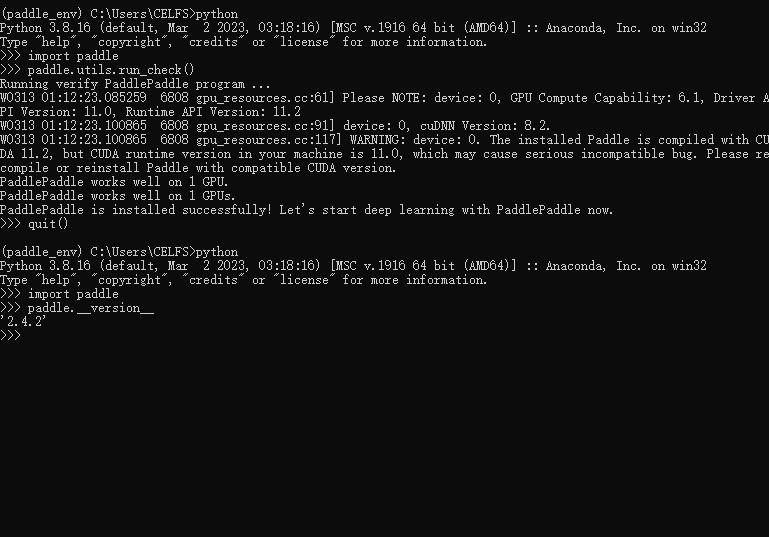 (paddle_env) C:\Users\CELFS>python
Python 3.8.16 (default, Mar  2 2023, 03:18:16) [MSC v.1916 64 bit (AMD64)] :: Anaconda, Inc. on win32
Type "help", "copyright", "credits" or "license" for more information.
>>> import paddle
>>> paddle.utils.run_check()
Running verify PaddlePaddle program ...
W0313 01:12:23.085259  6808 gpu_resources.cc:61] Please NOTE: device: 0, GPU Compute Capability: 6.1, Driver A
PI Version: 11.0, Runtime API Version: 11.2
W0313 01:12:23.100865  6808 gpu_resources.cc:91] device: 0, cuDNN Version: 8.2.
W0313 01:12:23.100865  6808 gpu_resources.cc:117] WARNING: device: 0. The installed Paddle is compiled with CU
DA 11.2, but CUDA runtime version in your machine is 11.0, which may cause serious incompatible bug. Please re
compile or reinstall Paddle with compatible CUDA version.
PaddlePaddle works well on 1 GPU.
PaddlePaddle works well on 1 GPUs.
PaddlePaddle is installed successfully! Let's start deep learning with PaddlePaddle now.
>>> quit()
(paddle_env) C:\Users\CELFS>python
Python 3.8.16 (default, Mar  2 2023, 03:18:16) [MSC v.1916 64 bit (AMD64)] :: Anaconda, Inc. on win32
Type "help", "copyright", "credits" or "license" for more information.
>>> import paddle
>>> paddle.__version__
'2.4.2'
>>>